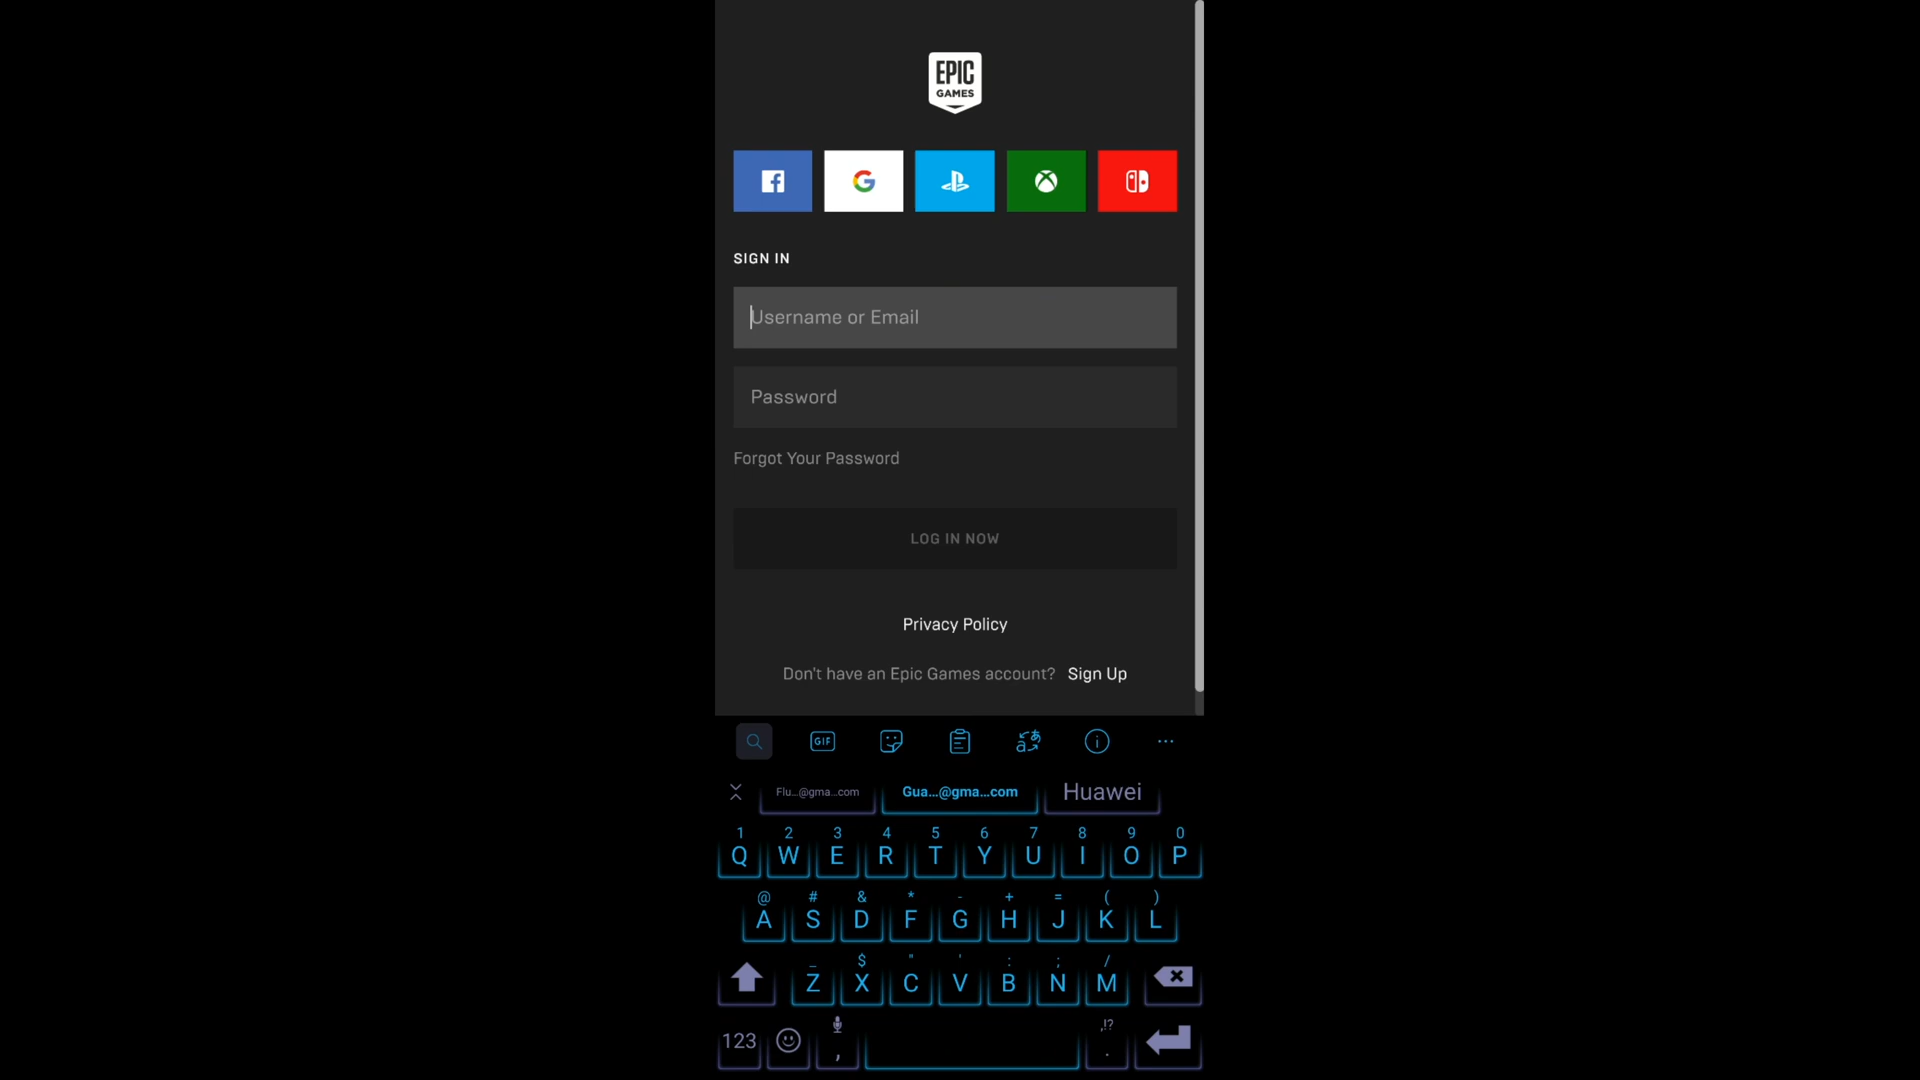 EPIC
GAMES
SIGN IN
Username or Email
Password
Forgot Your Password
LOG IN NOW
Privacy Policy
Don't have an Epic Games account? Sign Up
GIF
Flu...@gma...com Gua...@gma...com Huawei
1 2 3 4 5 6 7 8 9 0
Q W E R T Y U I O P
@ # & * - + = ( )
A S D F G H J K L
_ $ " ' : ; /
Z X C V B N M
,!?
123 , .